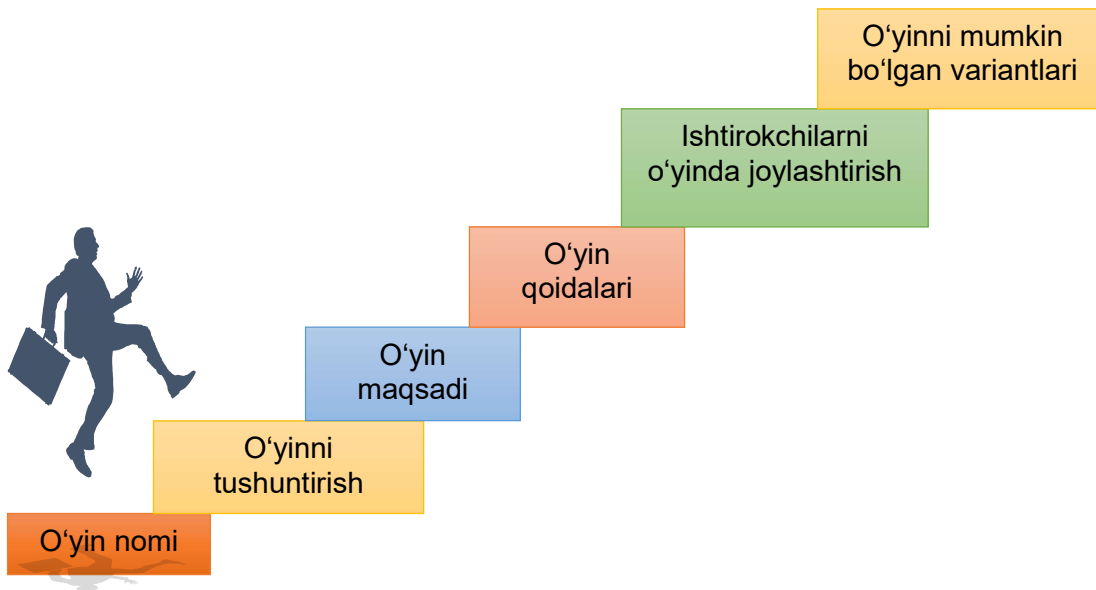 O‘yinni mumkin
bo‘lgan variantlari
Ishtirokchilarni
o‘yinda joylashtirish
O‘yin
qoidalari
O‘yin
maqsadi
O‘yinni
tushuntirish
O‘yin nomi